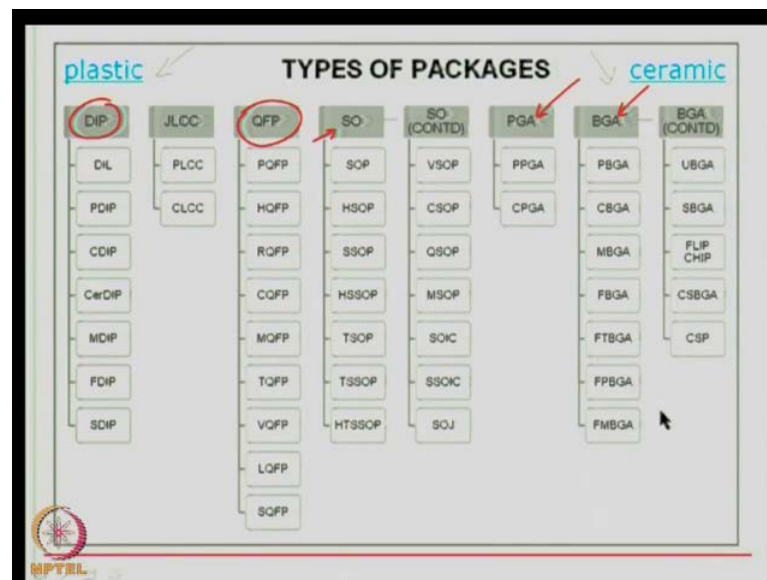 plastic TYPES OF PACKAGES ceramic
DIP JLCC QFP SO SO (CONTD) PGA BGA BGA (CONTD)
DIL PLCC PQFP SOP VSOP PPGA PBGA UBGA
PDIP CLCC HQFP HSOP CSOP CPGA CBGA SBGA
CDIP RQFP SSOP QSOP MBGA FLIP CHIP
CerDIP CQFP HSSOP MSOP FBGA CSBGA
MDIP MQFP TSOP SOIC FTBGA CSP
FDIP TQFP TSSOP SSOIC FPBGA
SDIP VQFP HTSSOP SOJ FMBGA
LQFP
SQFP
NPTEL